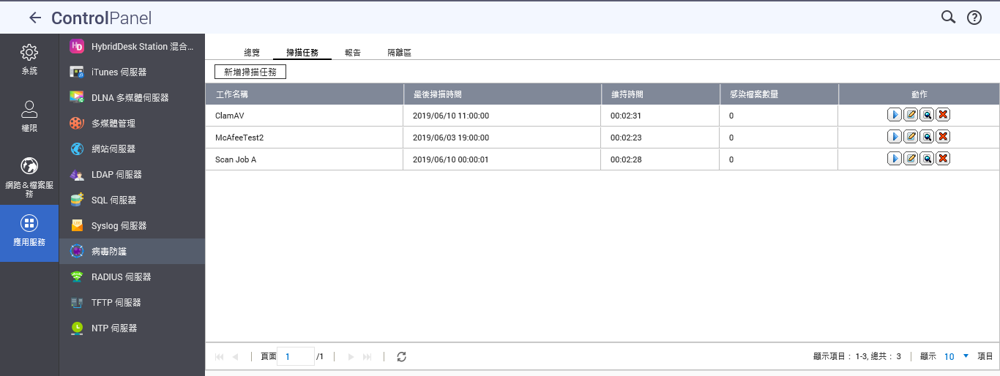 ControlPanel
系統
權限
網路＆檔案服
務
應用服務
HybridDesk Station 混合...
iTunes 伺服器
DLNA 多媒體伺服器
多媒體管理
網站伺服器
LDAP 伺服器
SQL 伺服器
Syslog 伺服器
病毒防護
RADIUS 伺服器
TFTP 伺服器
NTP 伺服器
總覽 掃描任務 報告 隔離區
新增掃描任務
工作名稱 最後掃描時間 維持時間 感染檔案數量 動作
ClamAV 2019/06/10 11:00:00 00:02:31 0
McAfeeTest2 2019/06/03 19:00:00 00:02:23 0
Scan Job A 2019/06/10 00:00:01 00:02:28 0
頁面 1 /1 顯示項目： 1-3, 總共： 3 顯示 10 項目